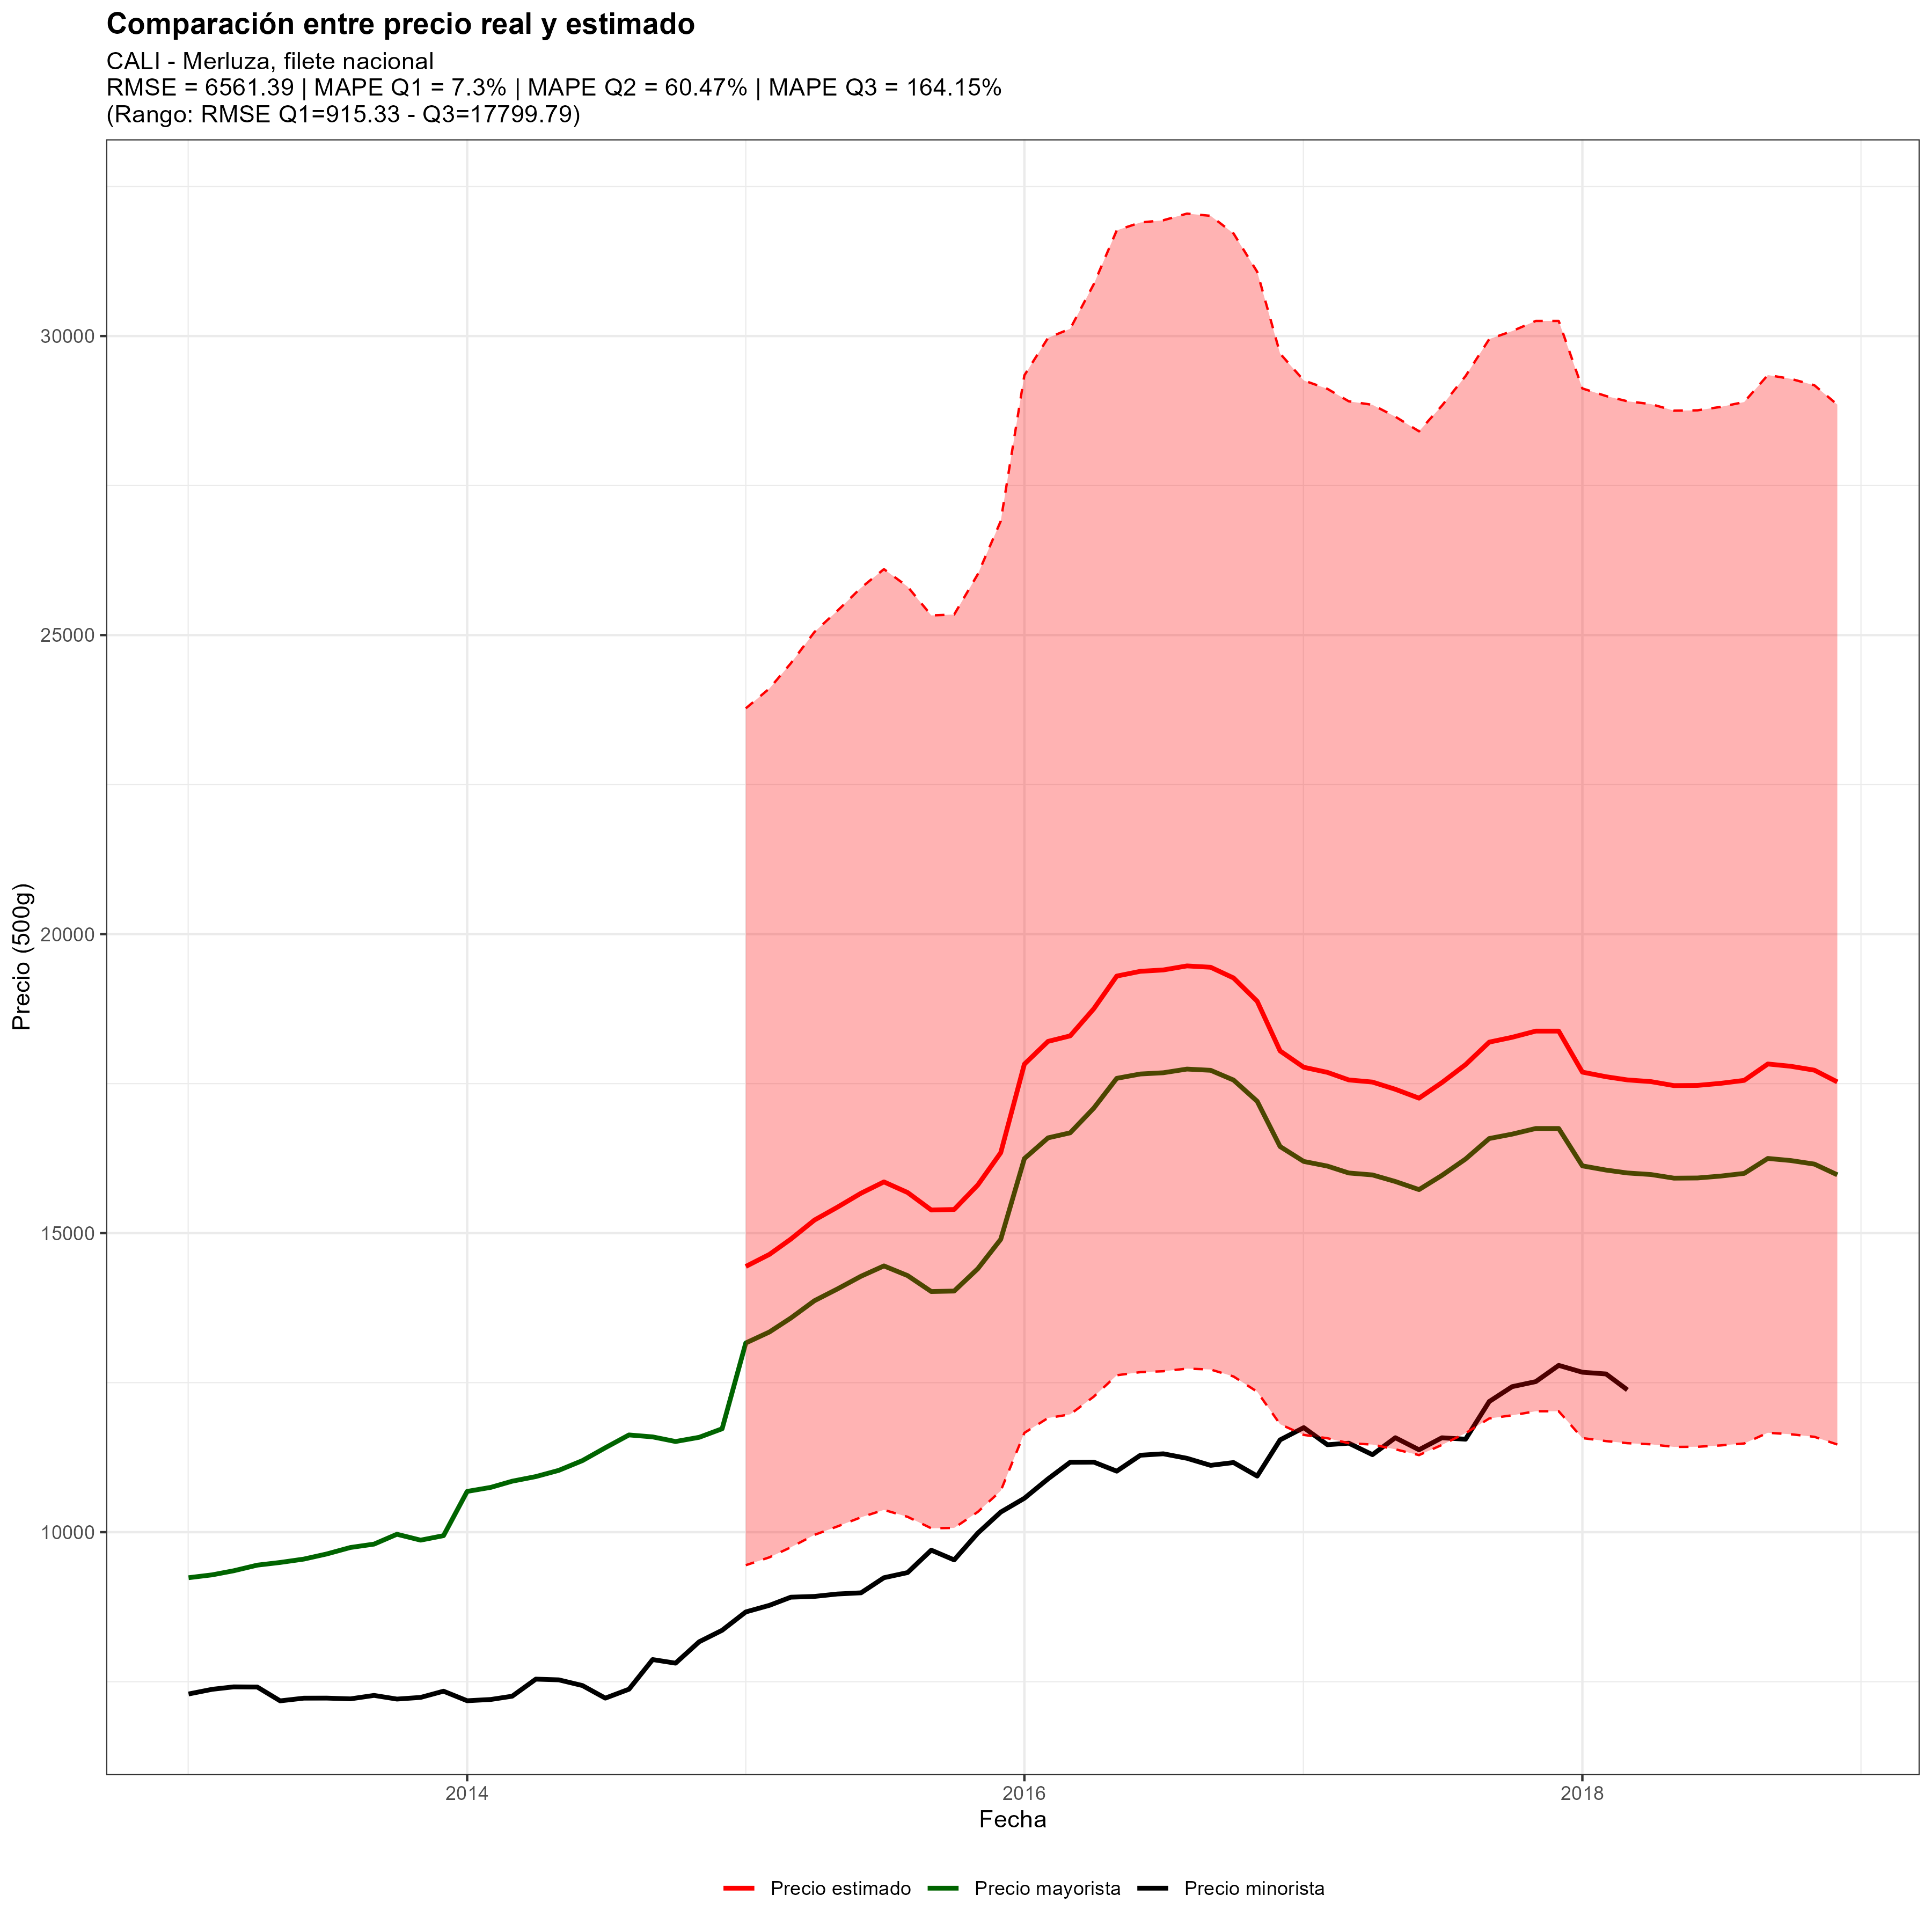 Comparación entre precio real y estimado
CALI - Merluza, filete nacional
RMSE = 6561.39 | MAPE Q1 = 7.3% | MAPE Q2 = 60.47% | MAPE Q3 = 164.15%
(Rango: RMSE Q1=915.33 - Q3=17799.79)
Precio (500g)
30000
25000
20000
15000
10000
2014
2016
2018
Fecha
Precio estimado
Precio mayorista
Precio minorista